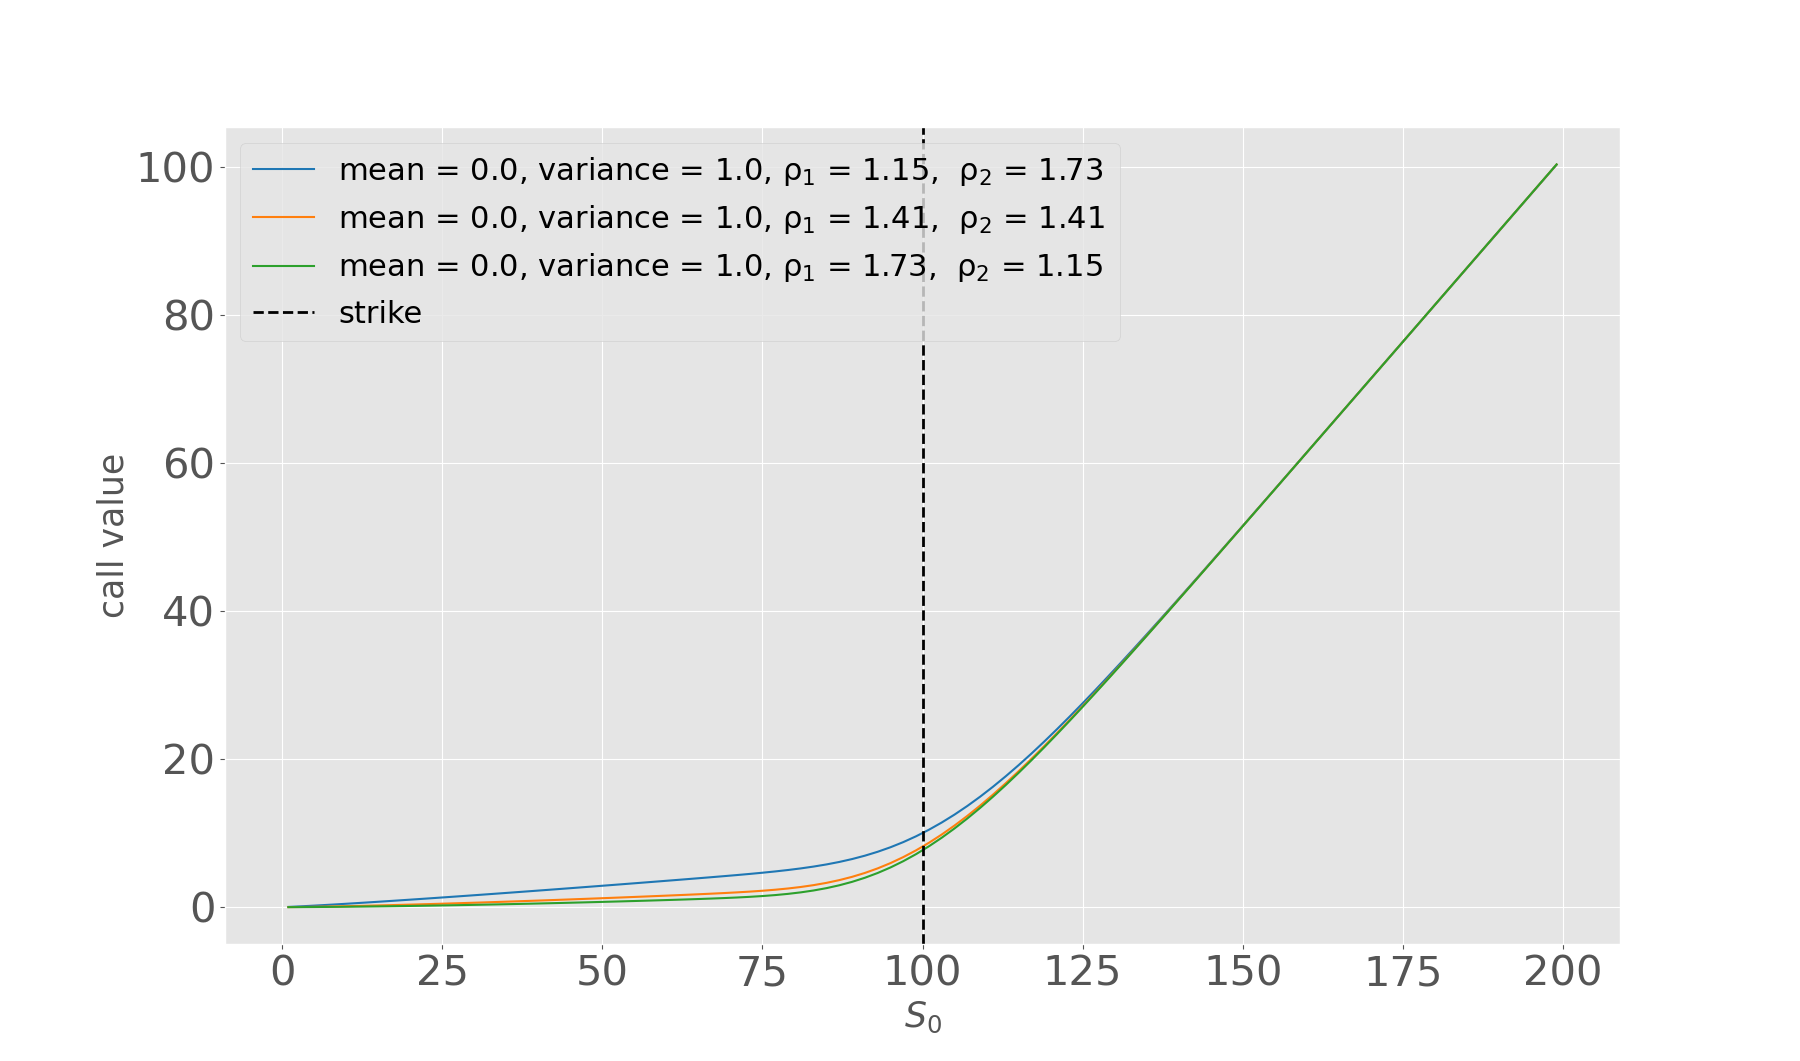 mean = 0.0, variance = 1.0, ρ₁ = 1.15, ρ₂ = 1.73
mean = 0.0, variance = 1.0, ρ₁ = 1.41, ρ₂ = 1.41
mean = 0.0, variance = 1.0, ρ₁ = 1.73, ρ₂ = 1.15
strike
100
80
60
40
20
0
call value
0 25 50 75 100 125 150 175 200
S₀